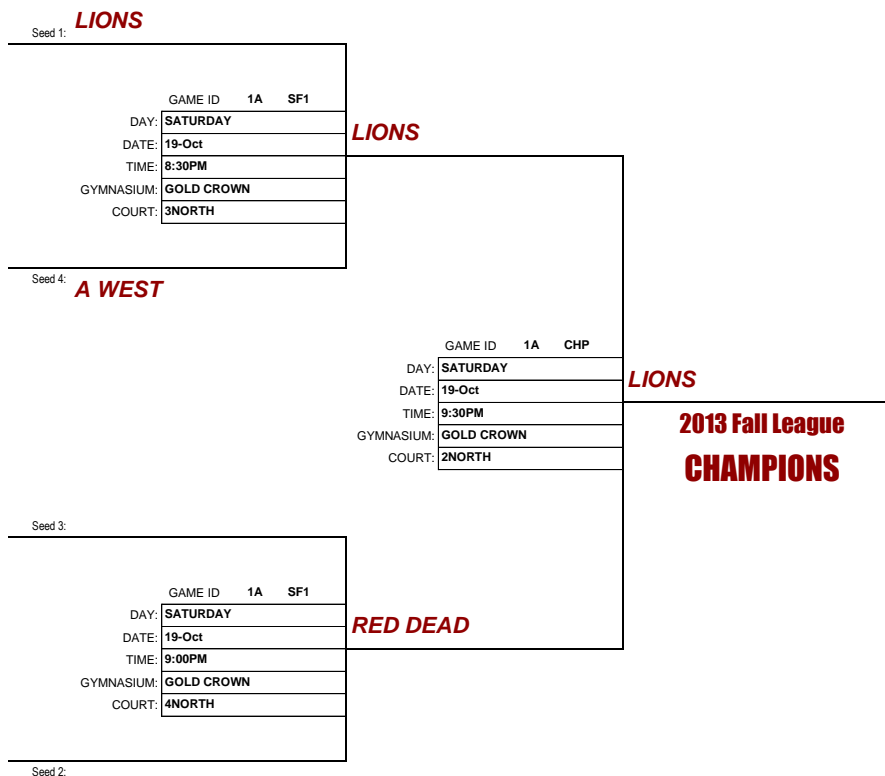 LIONS
Seed 1:
GAME ID 1A SF1
DAY: SATURDAY
DATE: 19-Oct
TIME: 8:30PM
GYMNASIUM: GOLD CROWN
COURT: 3NORTH
LIONS
Seed 4:
A WEST
GAME ID 1A CHP
DAY: SATURDAY
DATE: 19-Oct
TIME: 9:30PM
GYMNASIUM: GOLD CROWN
COURT: 2NORTH
LIONS
2013 Fall League
CHAMPIONS
Seed 3:
GAME ID 1A SF1
DAY: SATURDAY
DATE: 19-Oct
TIME: 9:00PM
GYMNASIUM: GOLD CROWN
COURT: 4NORTH
RED DEAD
Seed 2: